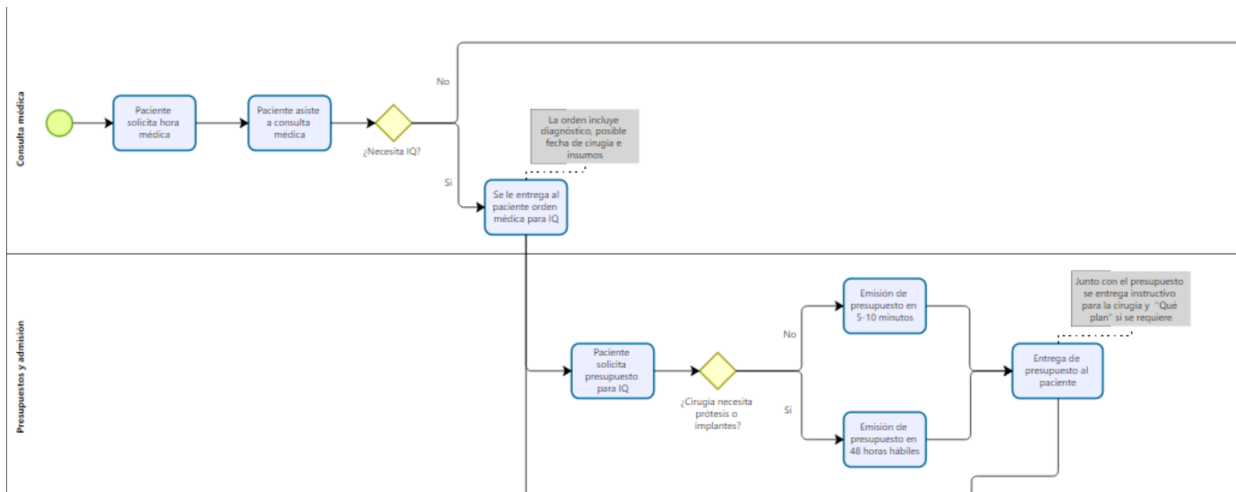 Consulta médica
Paciente
solicita hora
médica
Paciente asiste
a consulta
médica
¿Necesita IQ?
No
Sí
La orden incluye
diagnóstico, posible
fecha de cirugía e
insumos
Se le entrega al
paciente orden
médica para IQ
Presupuestos y admisión
Paciente
solicita
presupuesto
para IQ
¿Cirugía necesita
prótesis o
implantes?
No
Sí
Emisión de
presupuesto en
5-10 minutos
Emisión de
presupuesto en
48 horas hábiles
Junto con el presupuesto
se entrega instructivo
para la cirugía y "Qué
plan" si se requiere
Entrega de
presupuesto al
paciente